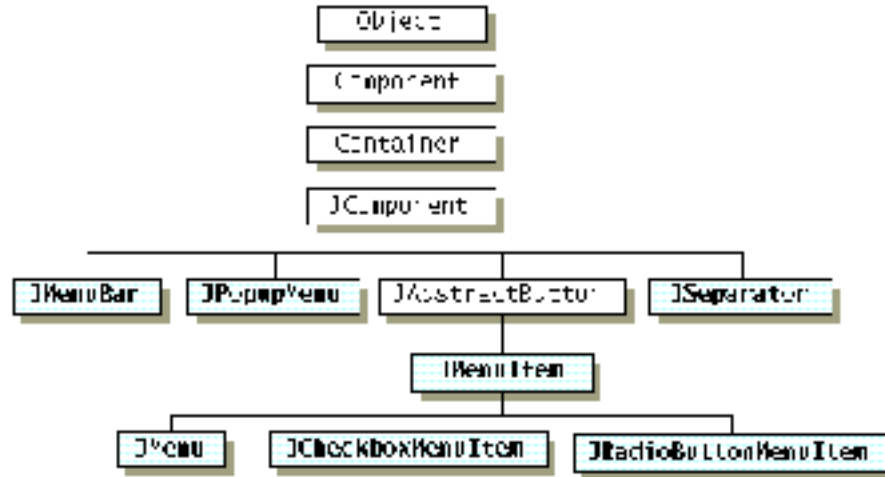 Object
Component
Container
JComponent
JMenuBar JPopupMenu JAbstractButton JSeparator
JMenuItem
JMenu JCheckboxMenuItem JRadioButtonMenuItem